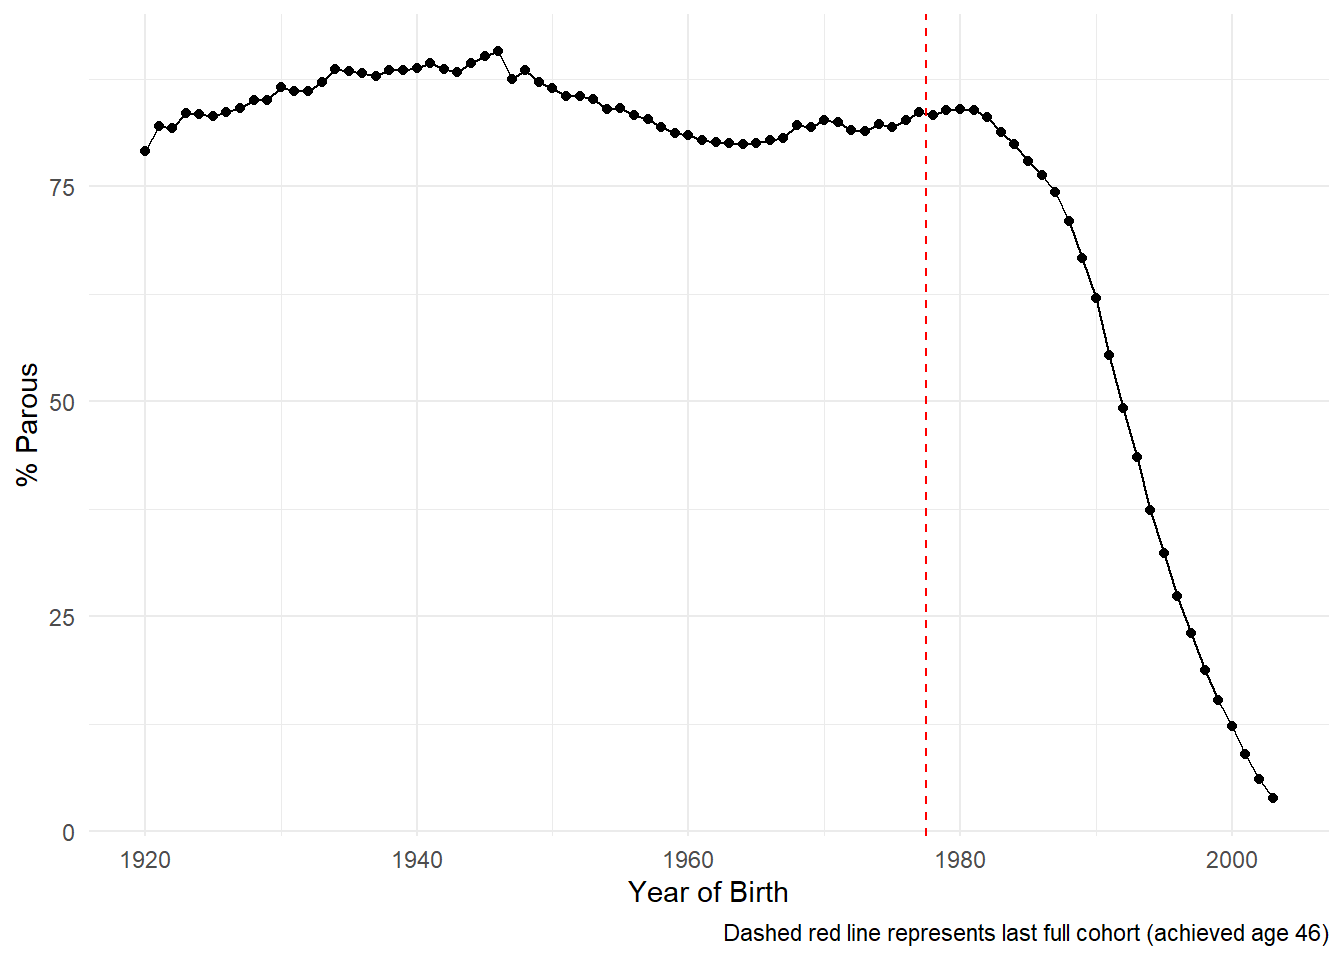 75
50
25
0
% Parous
1920 1940 1960 1980 2000
Year of Birth
Dashed red line represents last full cohort (achieved age 46)